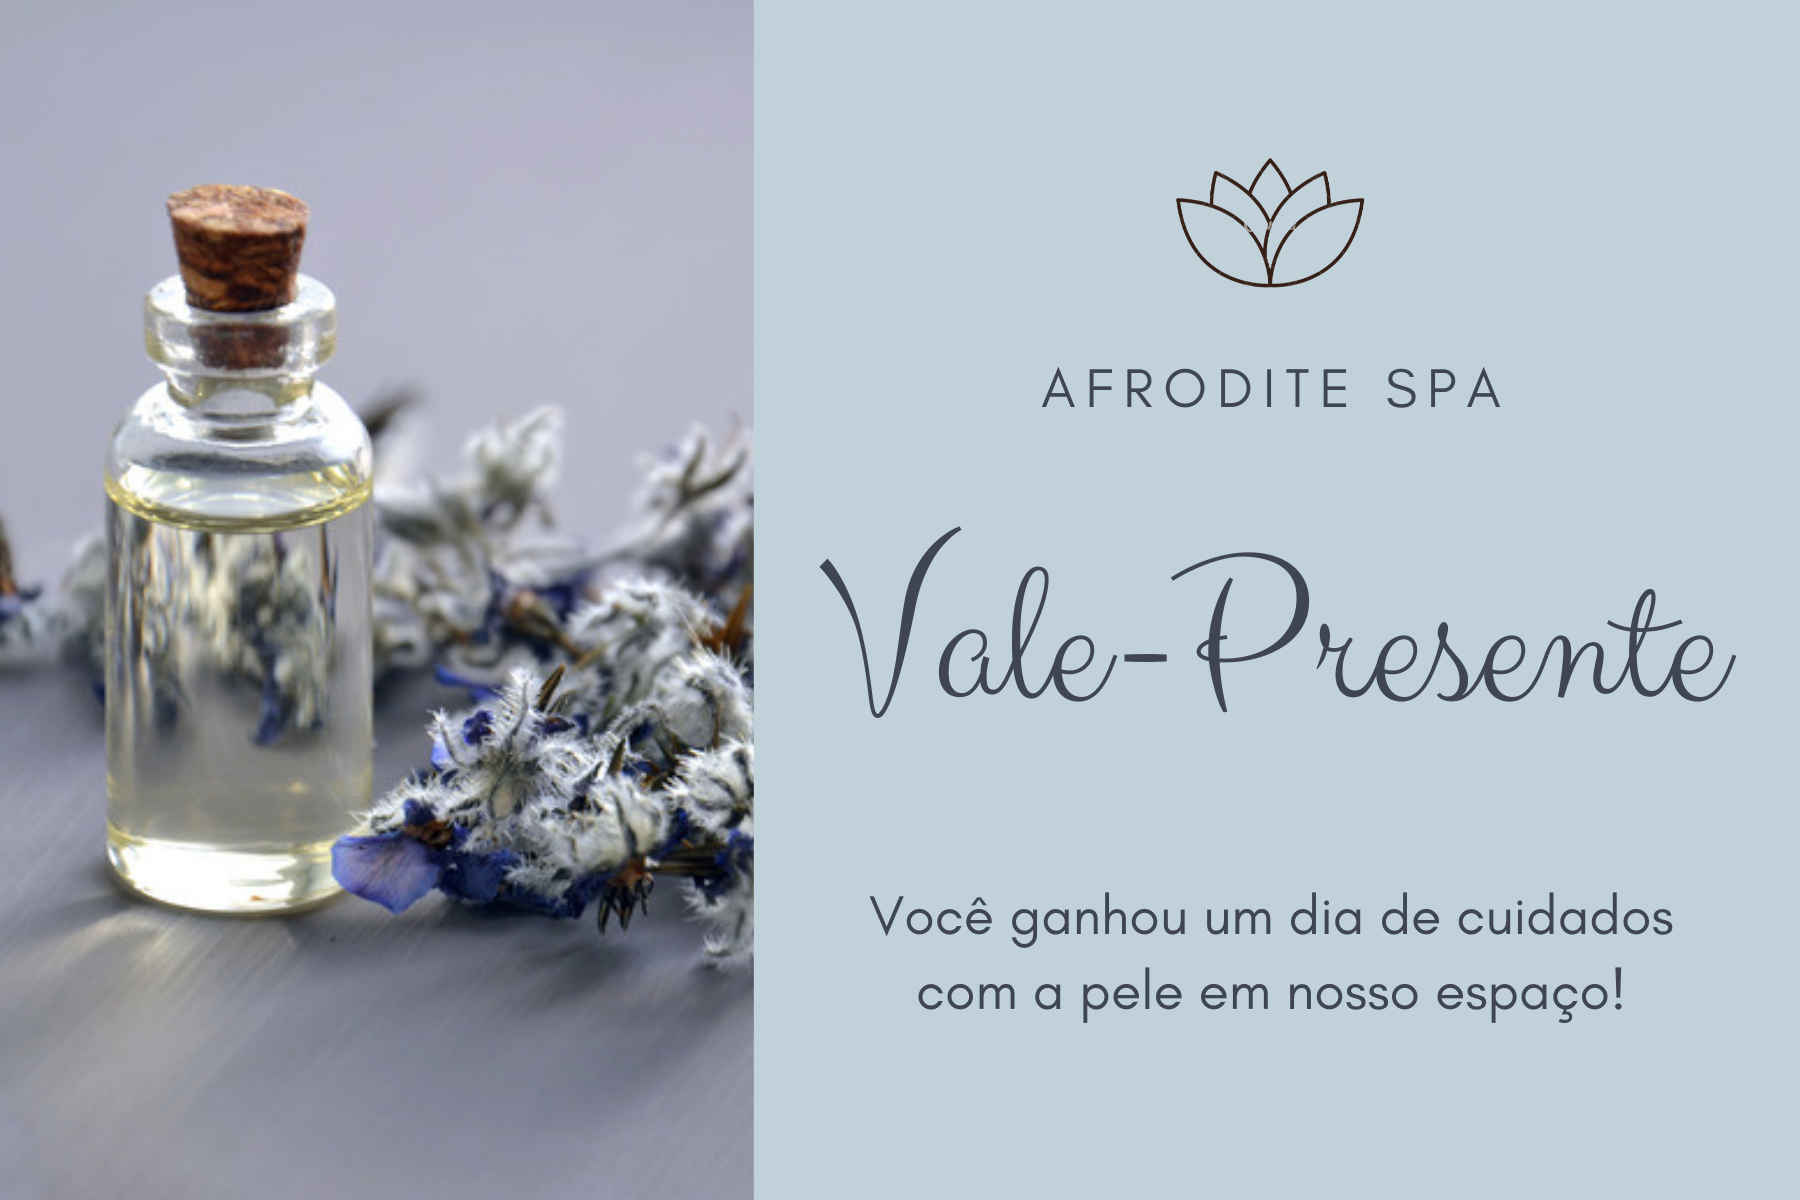 AFRODITE SPA
Vale-Presente
Você ganhou um dia de cuidados
com a pele em nosso espaço!